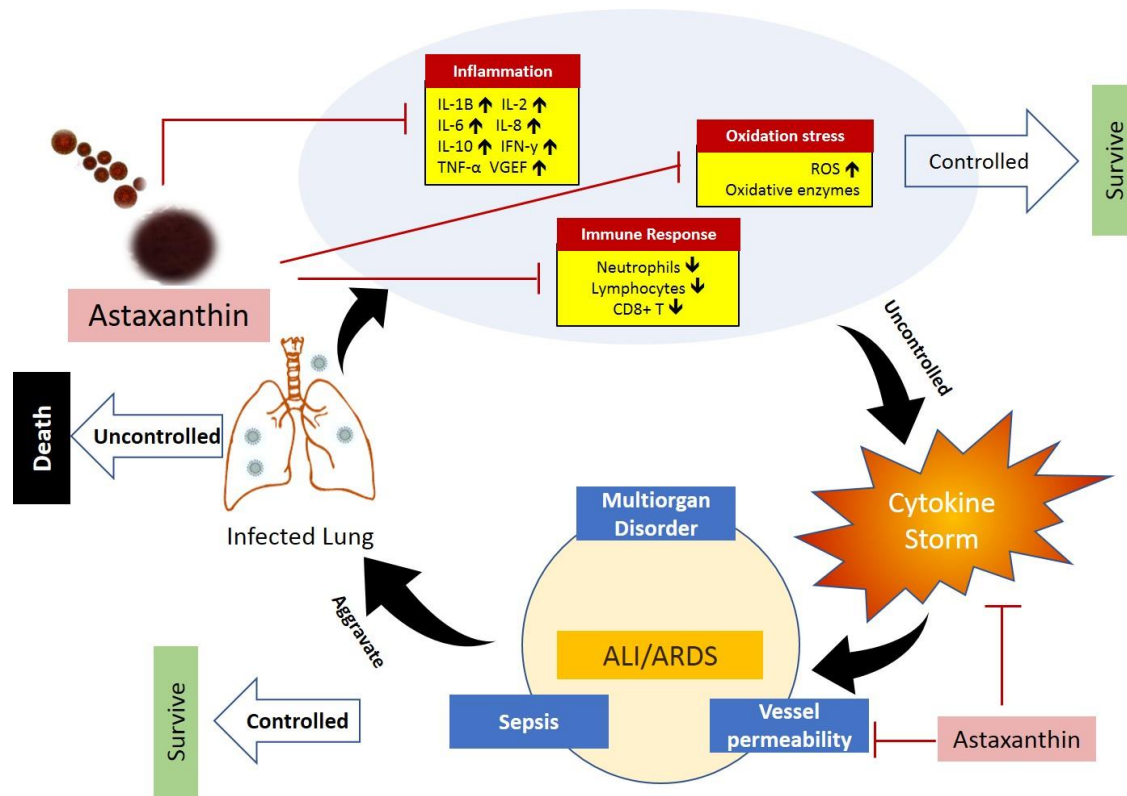 Inflammation
IL-1B ↑ IL-2 ↑
IL-6 ↑ IL-8 ↑
IL-10 ↑ IFN-γ ↑
TNF-α VGEF ↑
Oxidation stress
ROS ↑
Oxidative enzymes
Controlled
Survive
Immune Response
Neutrophils ↓
Lymphocytes ↓
CD8+ T ↓
Astaxanthin
Uncontrolled
Death
Uncontrolled
Infected Lung
Cytokine
Storm
Multiorgan
Disorder
Aggravate
ALI/ARDS
Sepsis
Vessel
permeability
Astaxanthin
Controlled
Survive